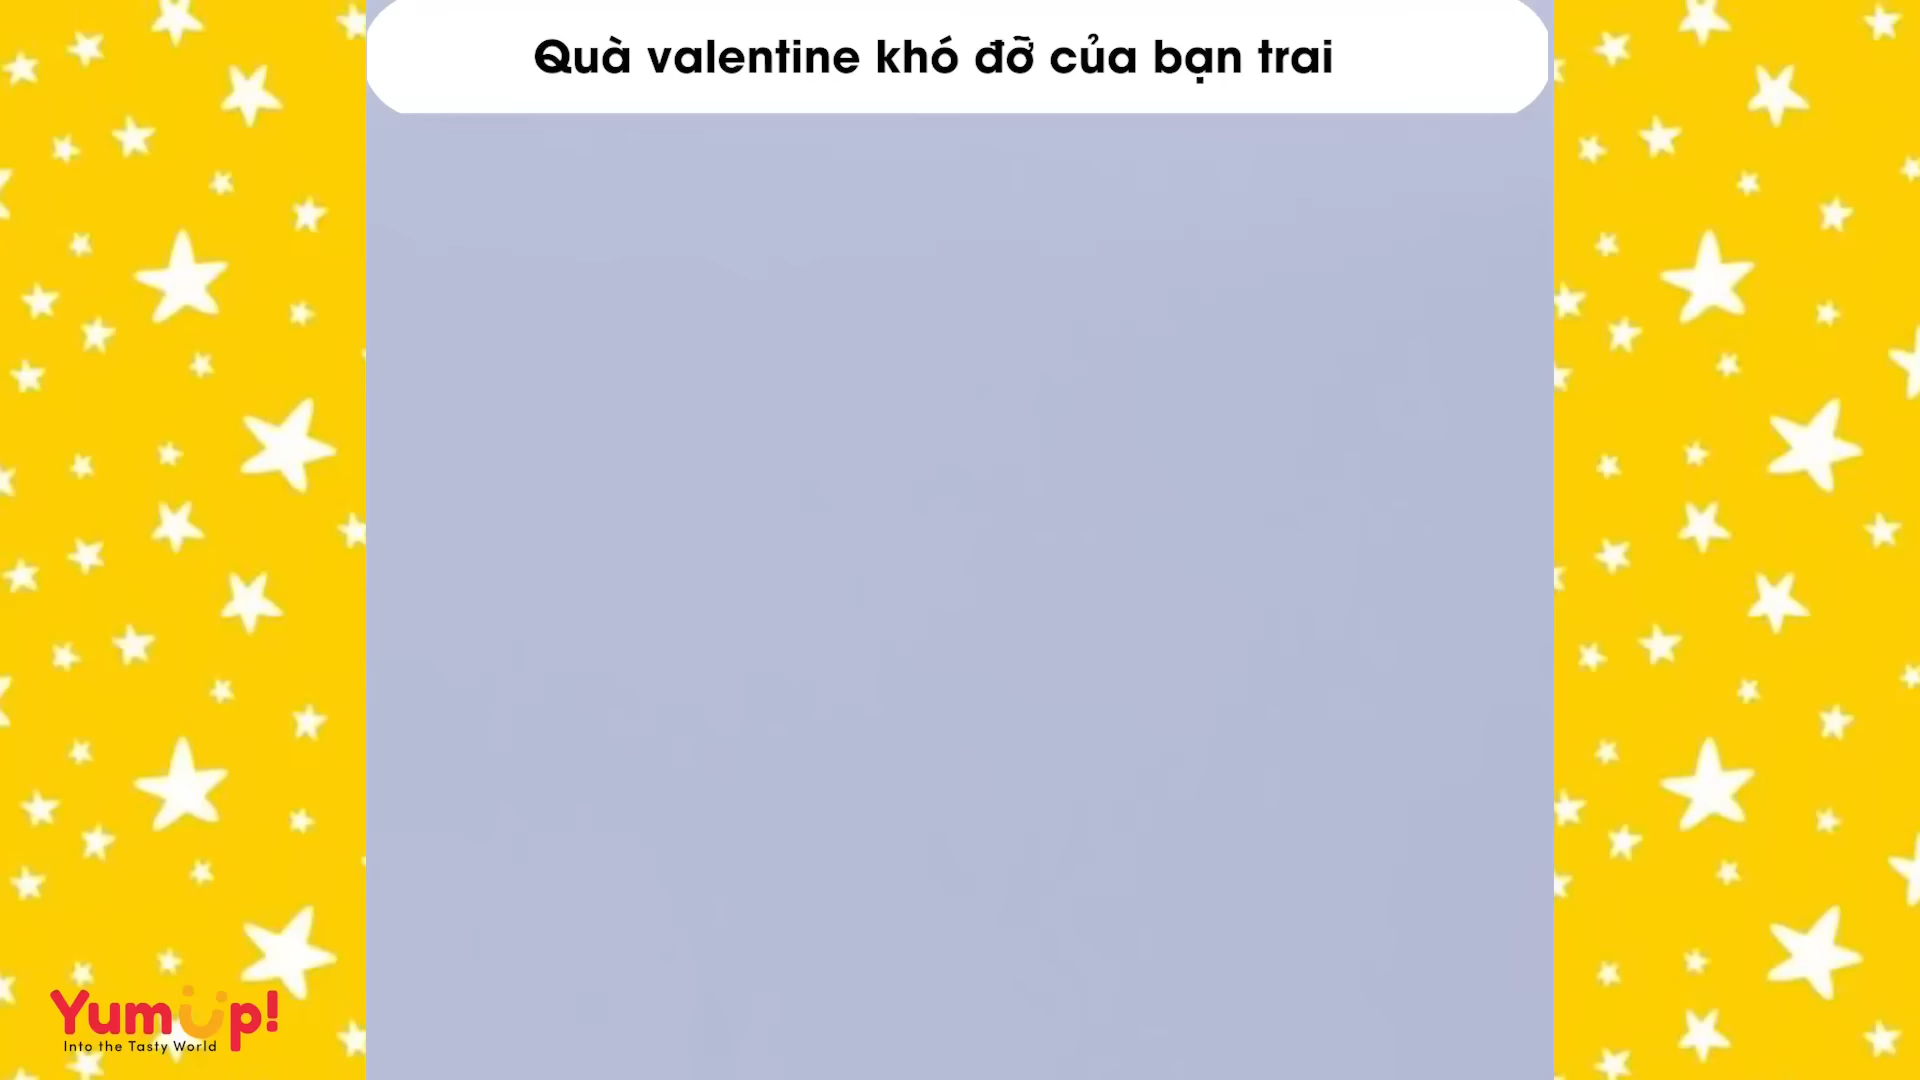 Quà valentine khó đỡ của bạn trai
YumUp!
Into the Tasty World